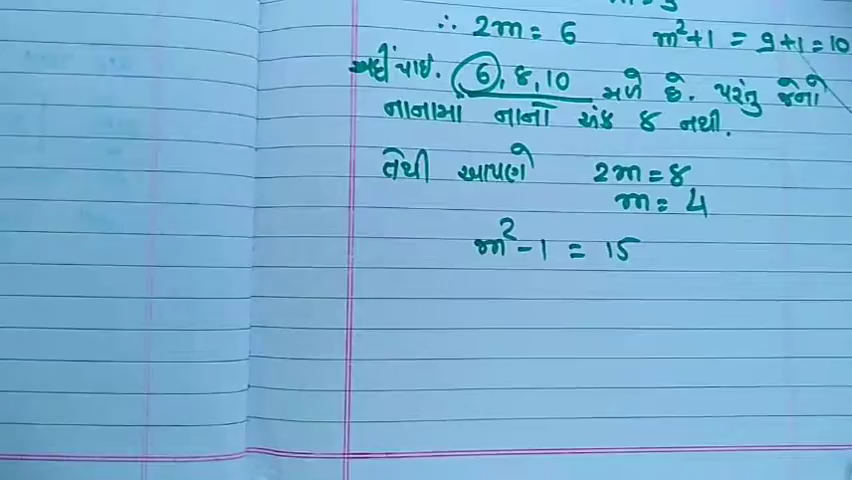 ∴ 2m = 6 m²+1 = 9+1 = 10
અહીં પાઈ. 6, 8, 10 મળે છે. પરંતુ જેનો
નાનામાં નાનો અંક 8 નથી.
તેથી આપણે 2m = 8
m = 4
m² - 1 = 15